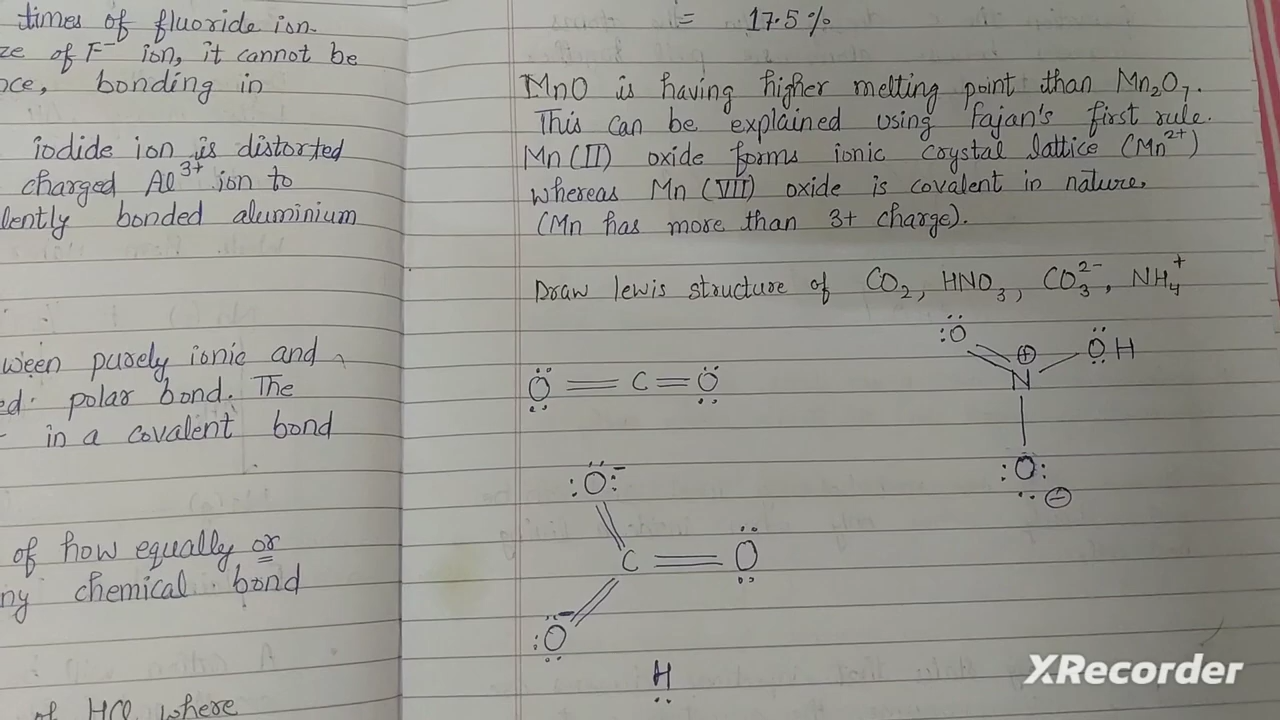 times of fluoride ion.
ze of F⁻ ion, it cannot be
nce, bonding in
iodide ion is distorted
charged Al³⁺ ion to
lently bonded aluminium
ween purely ionic and
ed. polar bond. The
in a covalent bond
of how equally or
ny chemical bond
of HCl where
= 17.5%
MnO is having higher melting point than Mn₂O₇.
This can be explained using Fajan's first rule.
Mn(II) oxide forms ionic crystal lattice (Mn²⁺)
whereas Mn(VII) oxide is covalent in nature.
(Mn has more than 3+ charge).
Draw lewis structure of CO₂, HNO₃, CO₃²⁻, NH₄⁺
O = C = O
O N ⊕ O H
O ⊖
O⁻
C = O
O⁻
H
XRecorder